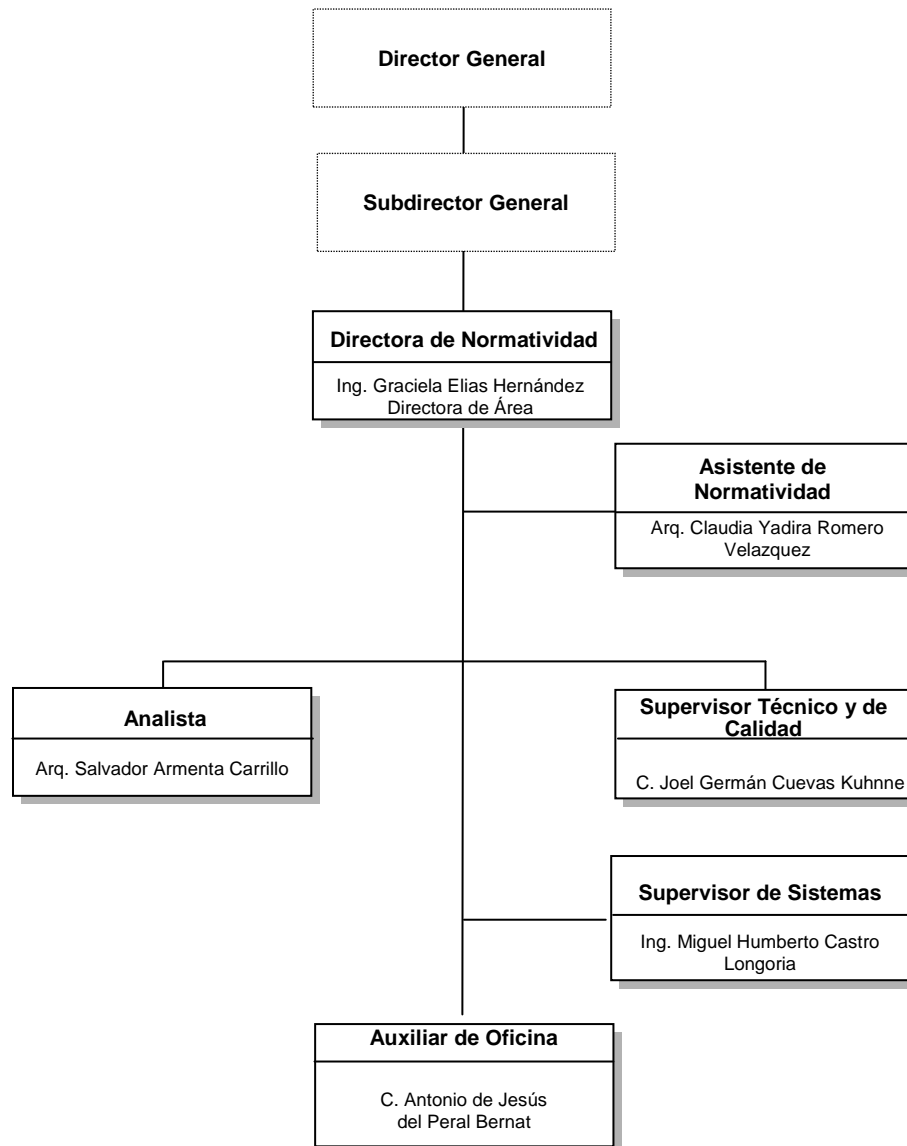 Director General
Subdirector General
Directora de Normatividad
Ing. Graciela Elias Hernández
Directora de Área
Asistente de
Normatividad
Arq. Claudia Yadira Romero
Velazquez
Analista
Arq. Salvador Armenta Carrillo
Supervisor Técnico y de
Calidad
C. Joel Germán Cuevas Kuhnne
Supervisor de Sistemas
Ing. Miguel Humberto Castro
Longoria
Auxiliar de Oficina
C. Antonio de Jesús
del Peral Bernat